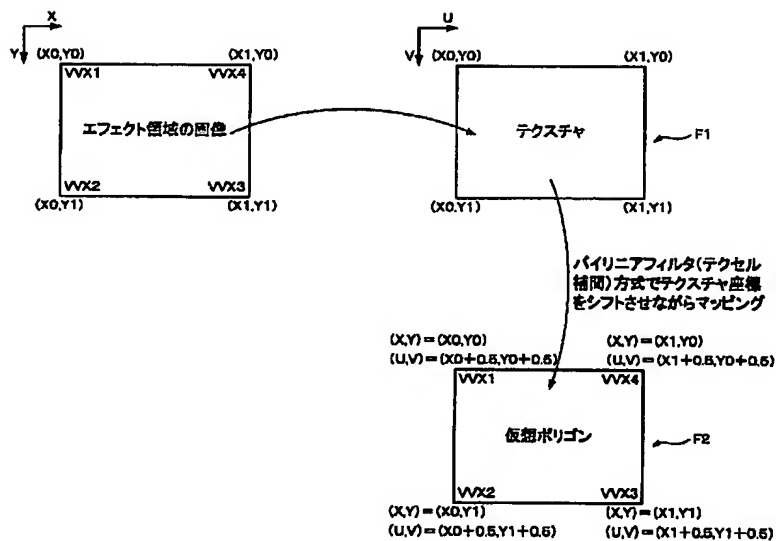 X
Y
(X0,Y0)
(X1,Y0)
VVX1
VVX4
エフェクト領域の画像
VVX2
VVX3
(X0,Y1)
(X1,Y1)
U
V
(X0,Y0)
(X1,Y0)
テクスチャ
F1
(X0,Y1)
(X1,Y1)
バイリニアフィルタ(テクセル
補間)方式でテクスチャ座標
をシフトさせながらマッピング
(X,Y)=(X0,Y0)
(X,Y)=(X1,Y0)
(U,V)=(X0+0.5,Y0+0.5)
(U,V)=(X1+0.5,Y0+0.5)
VVX1
VVX4
仮想ポリゴン
F2
VVX2
VVX3
(X,Y)=(X0,Y1)
(X,Y)=(X1,Y1)
(U,V)=(X0+0.5,Y1+0.5)
(U,V)=(X1+0.5,Y1+0.5)